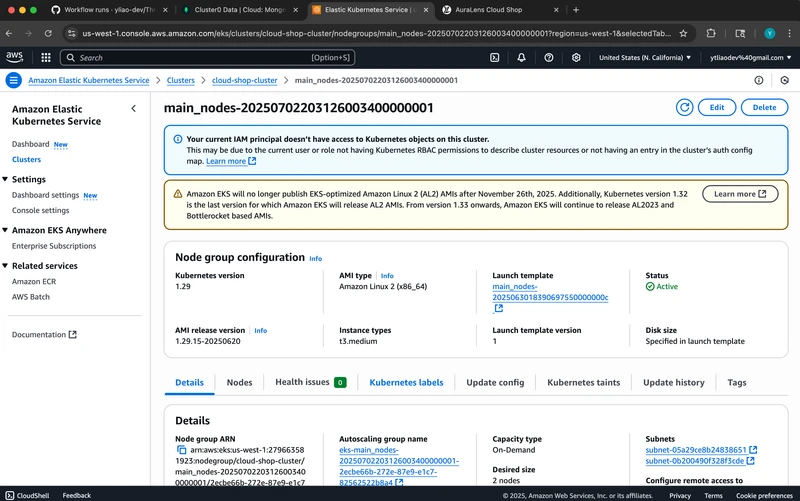 Workflow runs · yliao-dev/Th
Cluster0 Data | Cloud: Mong
Elastic Kubernetes Service | 
AuraLens Cloud Shop
us-west-1.console.aws.amazon.com/eks/clusters/cloud-shop-cluster/nodegroups/main_nodes-20250702203126003400000001?region=us-west-1&selectedTab...
aws
Search
[Option+S]
United States (N. California)
ytliaodev%40gmail.com
Amazon Elastic Kubernetes Service
Clusters
cloud-shop-cluster
main_nodes-20250702203126003400000001
Amazon Elastic
Kubernetes Service
Dashboard New
Clusters
Settings
Dashboard settings New
Console settings
Amazon EKS Anywhere
Enterprise Subscriptions
Related services
Amazon ECR
AWS Batch
Documentation
main_nodes-20250702203126003400000001
Edit
Delete
Your current IAM principal doesn't have access to Kubernetes objects on this cluster.
This may be due to the current user or role not having Kubernetes RBAC permissions to describe cluster resources or not having an entry in the cluster's auth config
map. Learn more
Amazon EKS will no longer publish EKS-optimized Amazon Linux 2 (AL2) AMIs after November 26th, 2025. Additionally, Kubernetes version 1.32
is the last version for which Amazon EKS will release AL2 AMIs. From version 1.33 onwards, Amazon EKS will continue to release AL2023 and
Bottlerocket based AMIs.
Learn more
Node group configuration Info
Kubernetes version
1.29
AMI type Info
Amazon Linux 2 (x86_64)
Launch template
main_nodes-
2025063018390697550000000c
Status
Active
AMI release version Info
1.29.15-20250620
Instance types
t3.medium
Launch template version
1
Disk size
Specified in launch template
Details
Nodes
Health issues 0
Kubernetes labels
Update config
Kubernetes taints
Update history
Tags
Details
Node group ARN
arn:aws:eks:us-west-1:27966358
1923:nodegroup/cloud-shop-cluster/
main_nodes-2025070220312600340
0000001/2ecbe66b-272e-87e9-e1c7-
Autoscaling group name
eks-main_nodes-
20250702203126003400000001-
2ecbe66b-272e-87e9-e1c7-
82562522b8a4
Capacity type
On-Demand
Desired size
2 nodes
Subnets
subnet-05a29ce8b24838651
subnet-0b200490f328f3cde
Configure remote access to
CloudShell
Feedback
© 2025, Amazon Web Services, Inc. or its affiliates.
Privacy
Terms
Cookie preferences